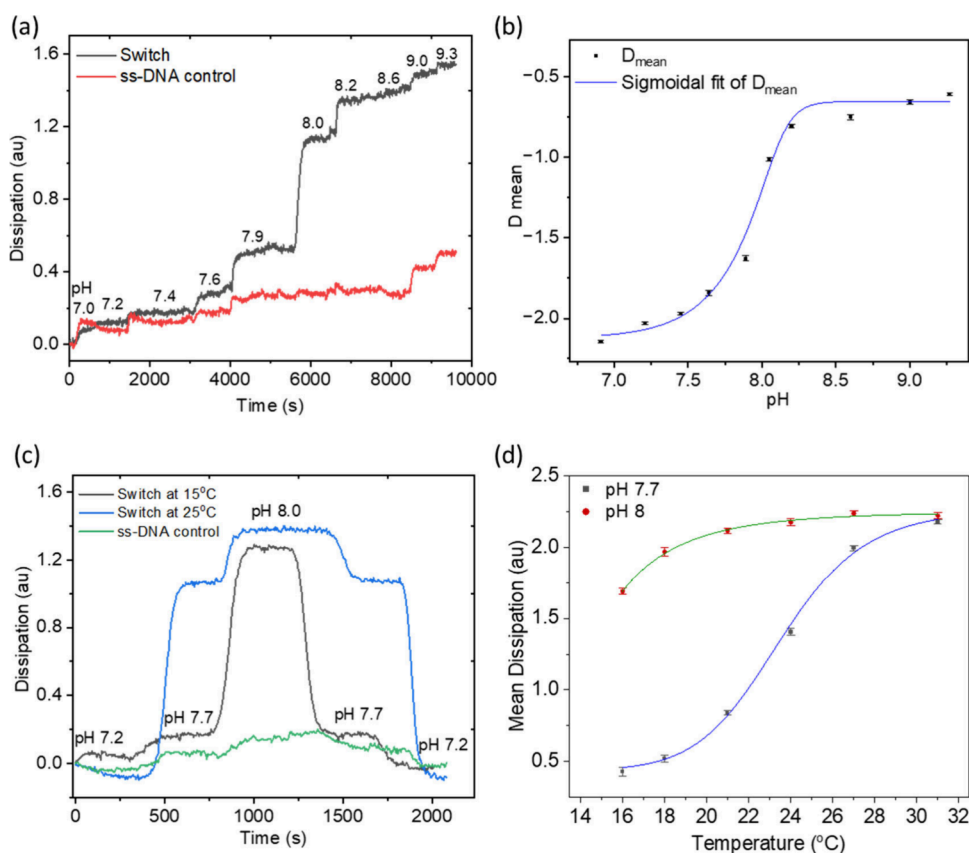 (a)
Switch
ss-DNA control
pH
7.0
7.2
7.4
7.6
7.9
8.0
8.2
8.6
9.0
9.3
1.6
1.2
0.8
0.4
0.0
Dissipation (au)
0 2000 4000 6000 8000 10000
Time (s)
(b)
Dmean
Sigmoidal fit of Dmean
−0.5
−1.0
−1.5
−2.0
D mean
7.0 7.5 8.0 8.5 9.0
pH
(c)
Switch at 15°C
Switch at 25°C
ss-DNA control
pH 8.0
pH 7.2
pH 7.7
pH 7.7
pH 7.2
1.6
1.2
0.8
0.4
0.0
Dissipation (au)
0 500 1000 1500 2000
Time (s)
(d)
pH 7.7
pH 8
2.5
2.0
1.5
1.0
0.5
Mean Dissipation (au)
14 16 18 20 22 24 26 28 30 32
Temperature (°C)